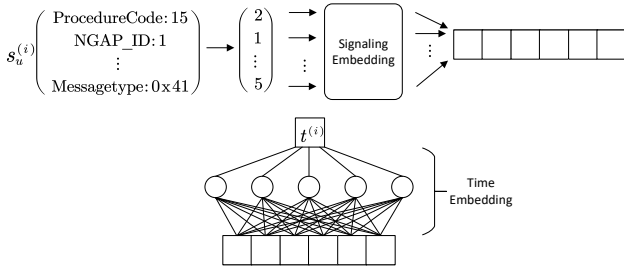 s_u^{(i)}
ProcedureCode: 15
NGAP_ID: 1
⋮
Messagetype: 0x41
2
1
⋮
5
⋮
Signaling
Embedding
⋮
t^{(i)}
Time
Embedding